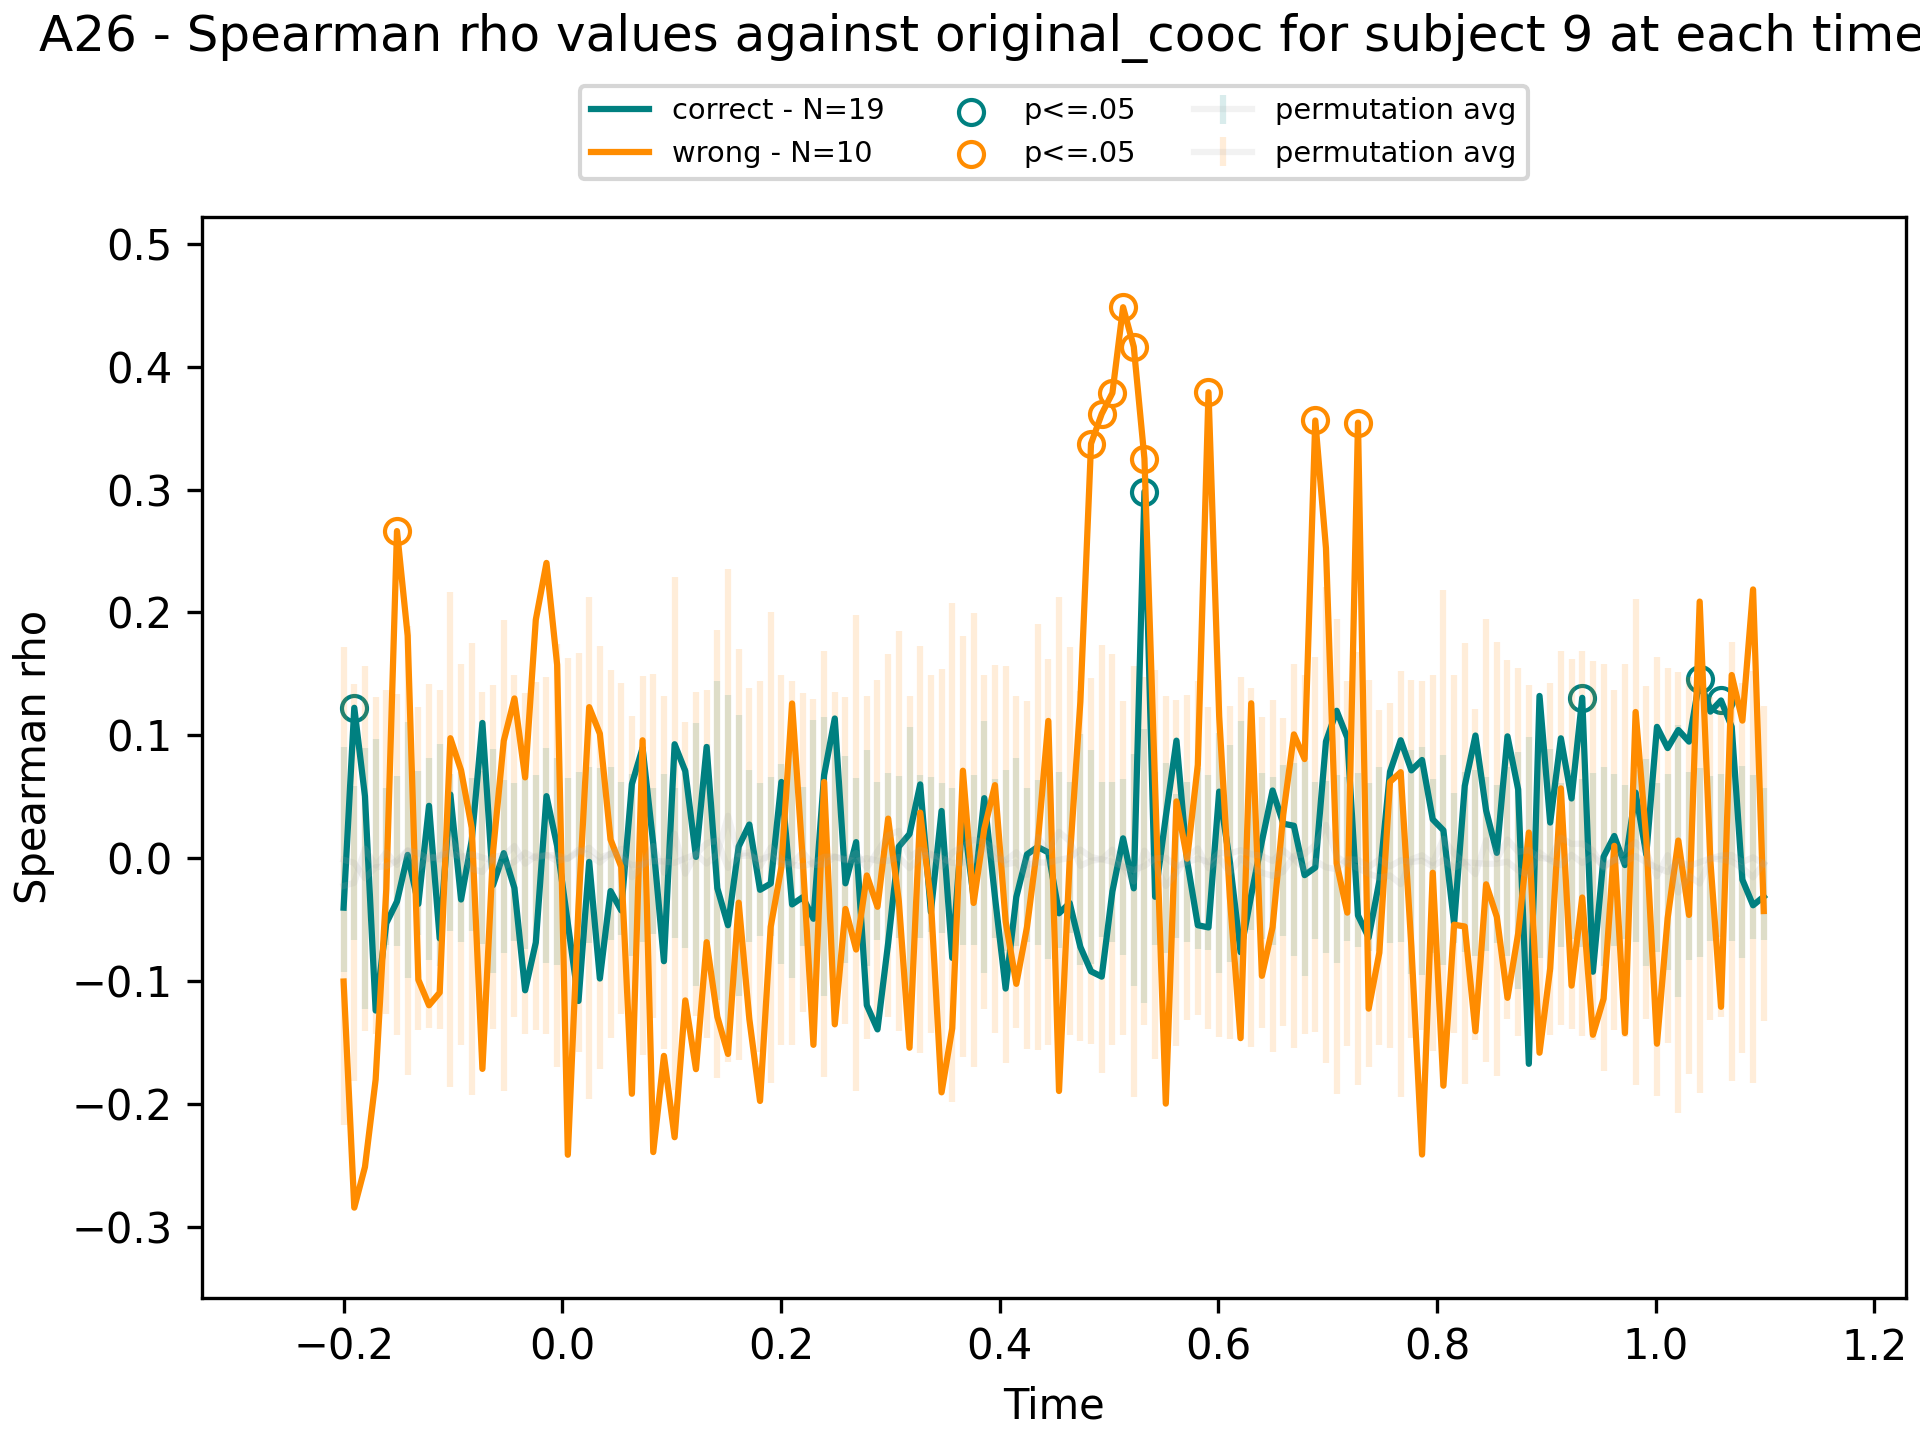 A26 - Spearman rho values against original_cooc for subject 9 at each time
correct - N=19
wrong - N=10
p<=.05
p<=.05
permutation avg
permutation avg
0.5
0.4
0.3
0.2
0.1
0.0
−0.1
−0.2
−0.3
Spearman rho
−0.2 0.0 0.2 0.4 0.6 0.8 1.0 1.2
Time